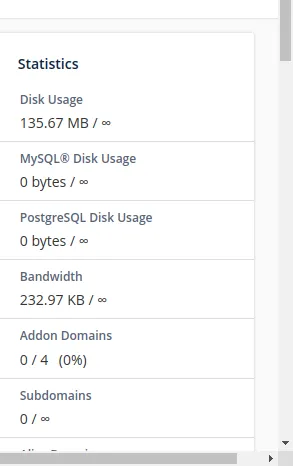 Statistics
Disk Usage
135.67 MB / ∞
MySQL® Disk Usage
0 bytes / ∞
PostgreSQL Disk Usage
0 bytes / ∞
Bandwidth
232.97 KB / ∞
Addon Domains
0 / 4 (0%)
Subdomains
0 / ∞